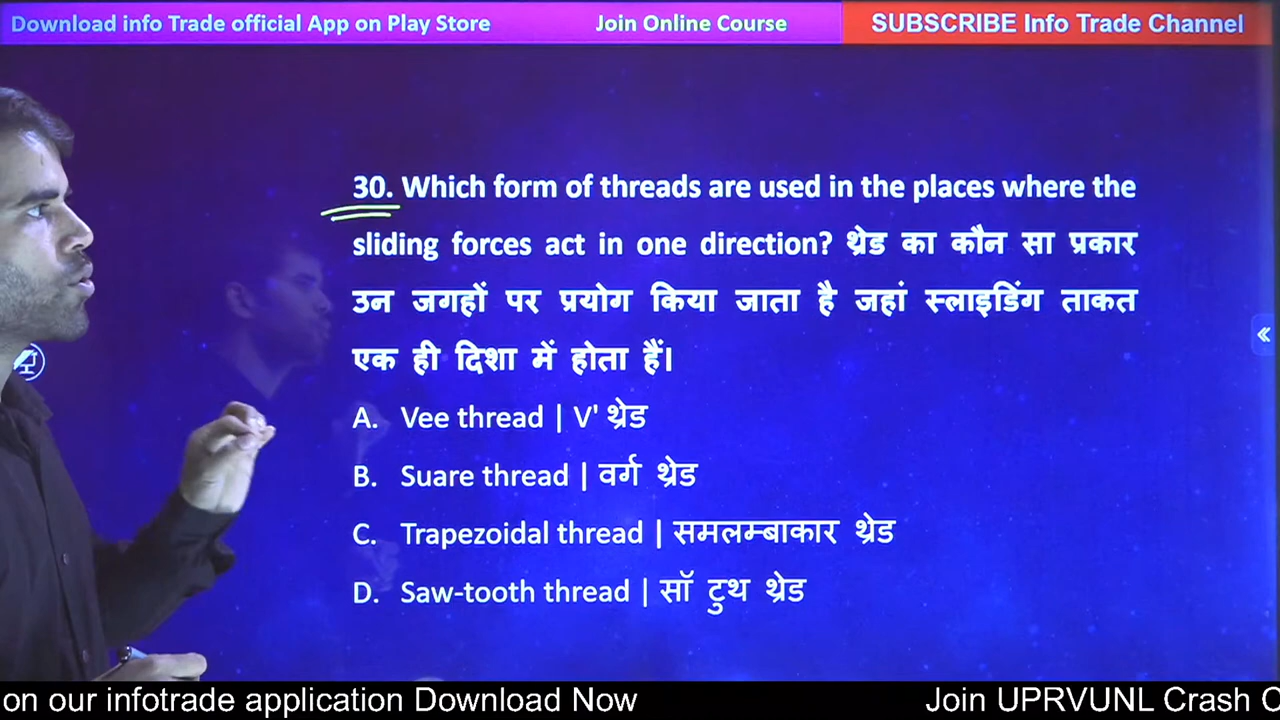 Download info Trade official App on Play Store Join Online Course SUBSCRIBE Info Trade Channel
30. Which form of threads are used in the places where the
sliding forces act in one direction? थ्रेड का कौन सा प्रकार
उन जगहों पर प्रयोग किया जाता है जहां स्लाइडिंग ताकत
एक ही दिशा में होता हैं।
A. Vee thread | V' थ्रेड
B. Suare thread | वर्ग थ्रेड
C. Trapezoidal thread | समलम्बाकार थ्रेड
D. Saw-tooth thread | सॉ टुथ थ्रेड
on our infotrade application Download Now Join UPRVUNL Crash C